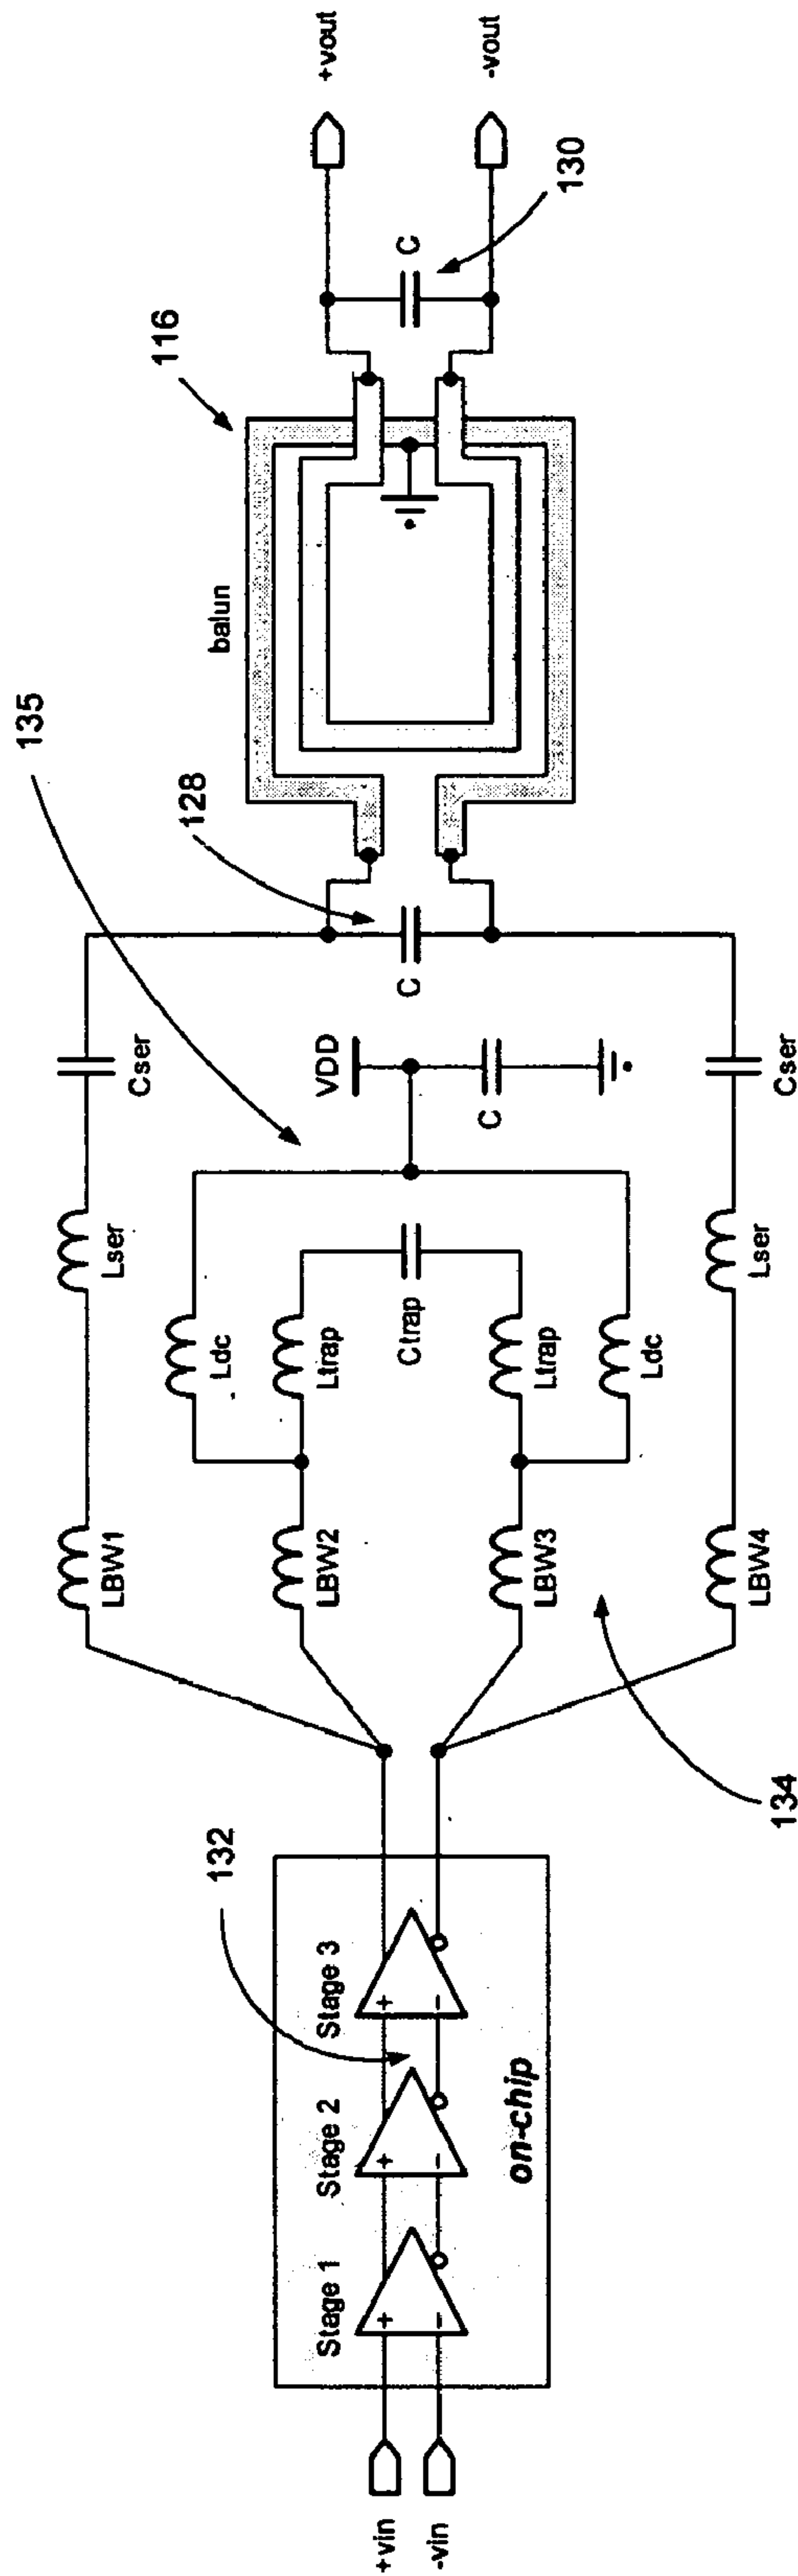 +vin
-vin
Stage 1
Stage 2
Stage 3
+
-
+
-
+
-
on-chip
132
134
LBW1
LBW2
LBW3
LBW4
Lser
Ldc
Ltrap
Ctrap
Ltrap
Ldc
Lser
135
Cser
VDD
C
Cser
128
C
balun
116
C
130
+vout
-vout